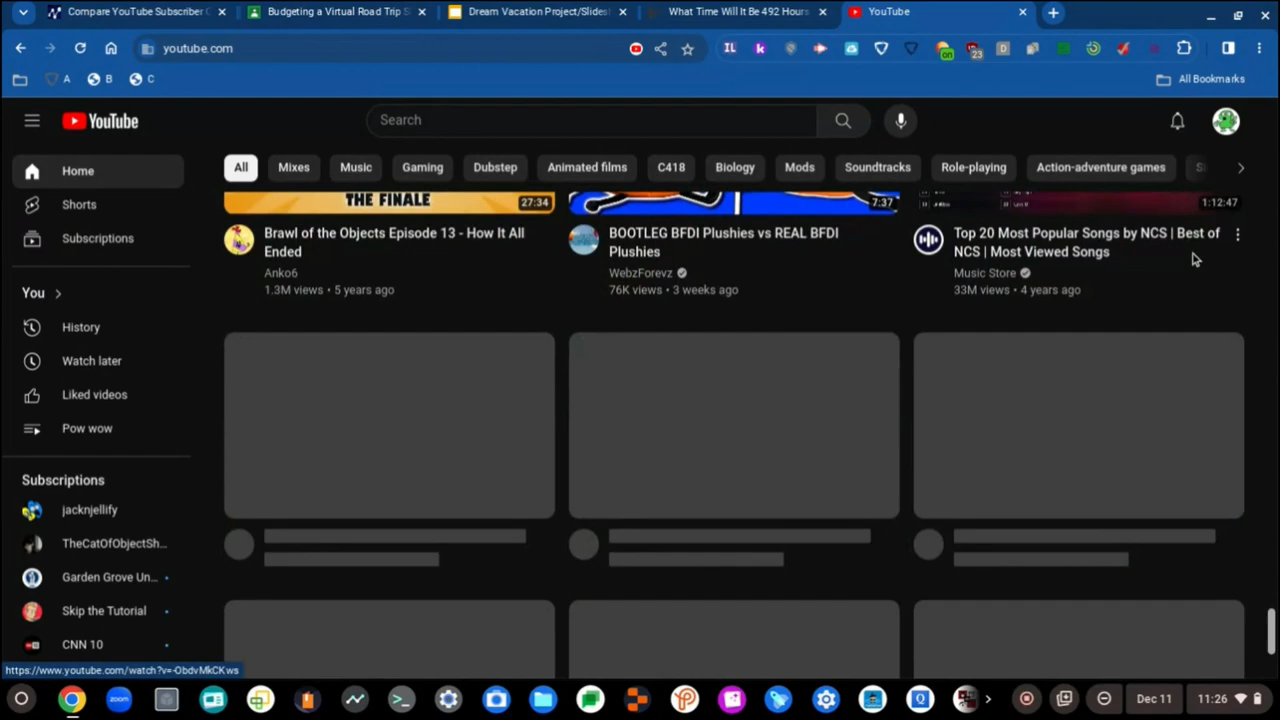 Compare YouTube Subscriber C
Budgeting a Virtual Road Trip S
Dream Vacation Project/Slides
What Time Will It Be 492 Hours
YouTube
youtube.com
IL
k
on
23
D
A
B
C
All Bookmarks
YouTube
Search
All
Mixes
Music
Gaming
Dubstep
Animated films
C418
Biology
Mods
Soundtracks
Role-playing
Action-adventure games
Home
Shorts
Subscriptions
You
History
Watch later
Liked videos
Pow wow
Subscriptions
jacknjellify
TheCatOfObjectSh...
Garden Grove Un...
Skip the Tutorial
CNN 10
THE FINALE
27:34
Brawl of the Objects Episode 13 - How It All
Ended
Anko6
1.3M views • 5 years ago
7:37
BOOTLEG BFDI Plushies vs REAL BFDI
Plushies
WebzForevz
76K views • 3 weeks ago
1:12:47
Top 20 Most Popular Songs by NCS | Best of
NCS | Most Viewed Songs
Music Store
33M views • 4 years ago
https://www.youtube.com/watch?v=-ObdvMkCKws
zoom
Q
Dec 11
11:26